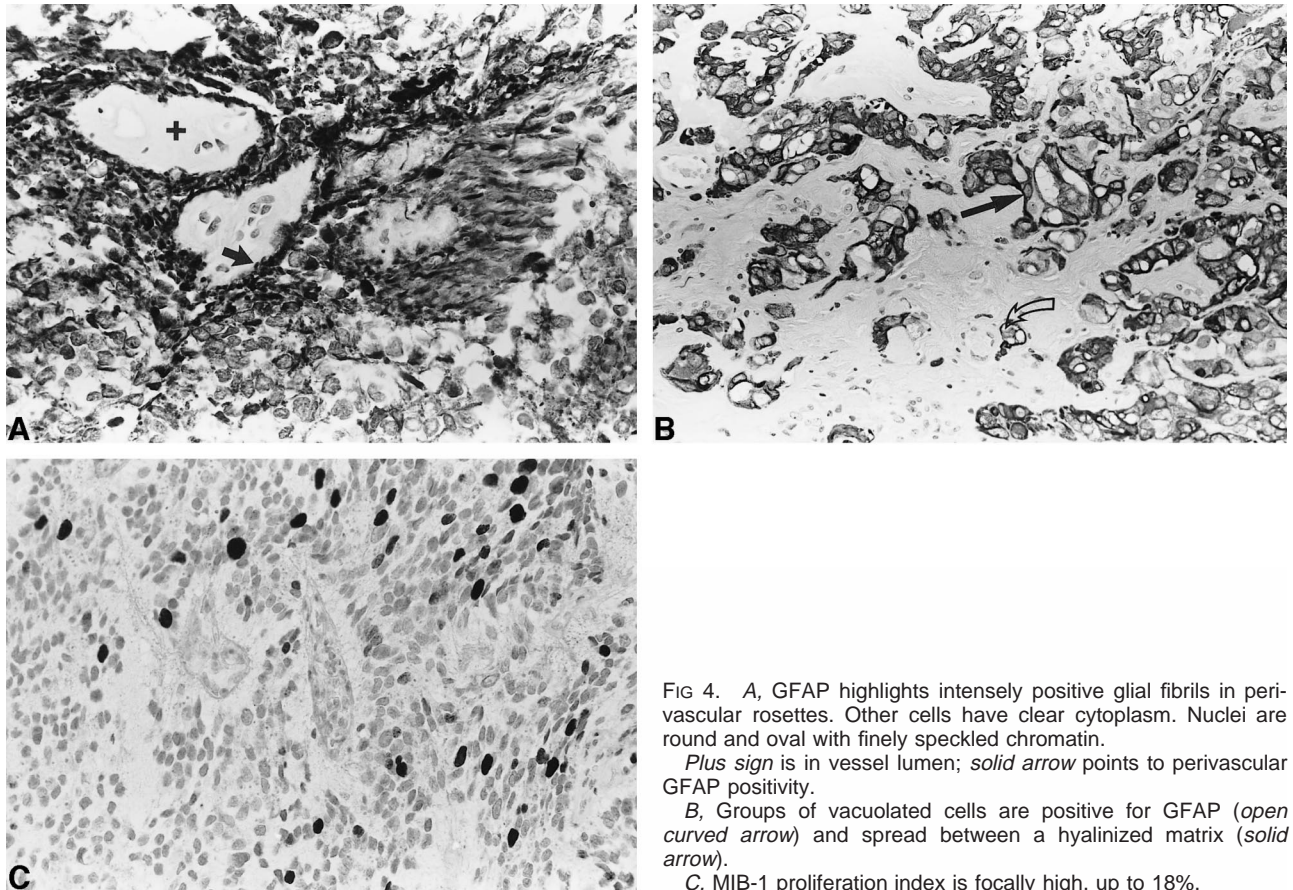 A
B
C
FIG 4. A, GFAP highlights intensely positive glial fibrils in peri-
vascular rosettes. Other cells have clear cytoplasm. Nuclei are
round and oval with finely speckled chromatin.
Plus sign is in vessel lumen; solid arrow points to perivascular
GFAP positivity.
B, Groups of vacuolated cells are positive for GFAP (open
curved arrow) and spread between a hyalinized matrix (solid
arrow).
C, MIB-1 proliferation index is focally high, up to 18%.